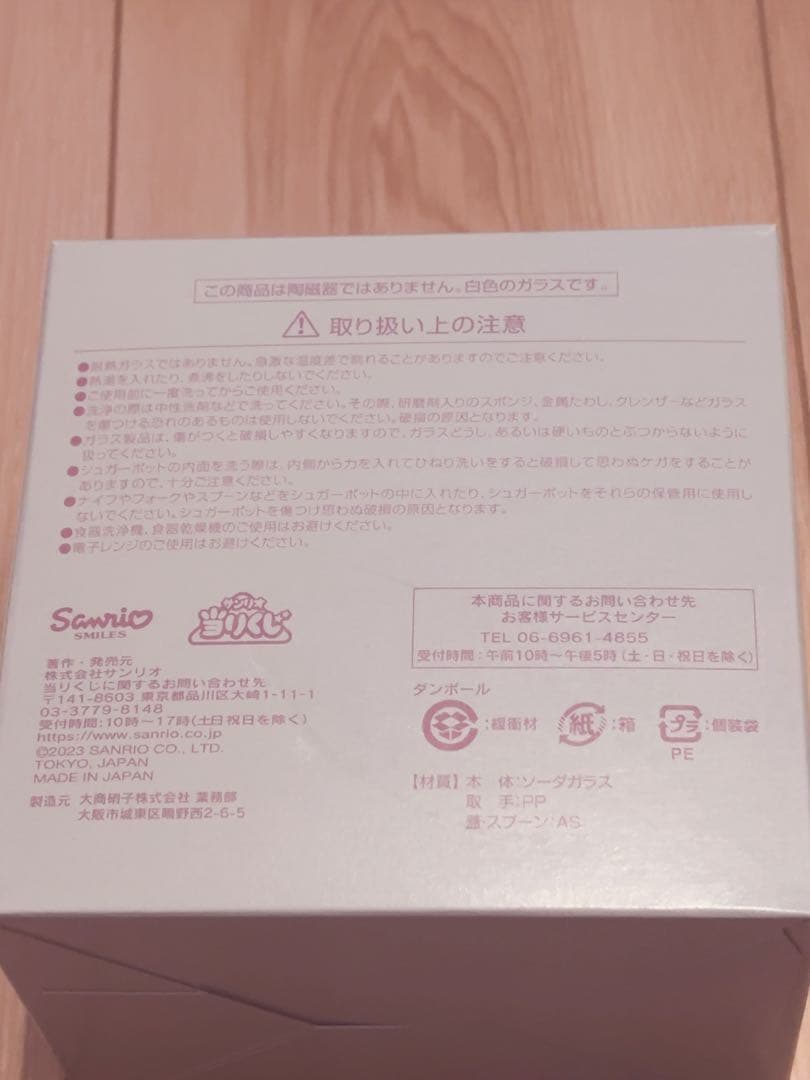 この商品は陶磁器ではありません。白色のガラスです。
取り扱い上の注意
●耐熱ガラスではありません。急激な温度差で割れることがありますのでご注意ください。
●熱湯を入れたり、煮沸をしたりしないでください。
●ご使用前に一度洗ってからご使用ください。
●洗浄の際は中性洗剤などで洗ってください。その際、研磨剤入りのスポンジ、金属たわし、クレンザーなどガラス
を傷つける恐れのあるものは使用しないでください。破損の原因となります。
●ガラス製品は、傷がつくと破損しやすくなりますので、ガラスどうし、あるいは硬いものとぶつからないように
扱ってください。
●シュガーポットの内面を洗う際は、内側から力を入れてひねり洗いをすると破損して思わぬケガをすることが
ありますので、十分ご注意ください。
●ナイフやフォークやスプーンなどをシュガーポットの中に入れたり、シュガーポットをそれらの保管用に使用し
ないでください。シュガーポットを傷つけ思わぬ破損の原因となります。
●食器洗浄機、食器乾燥機のご使用はお避けください。
●電子レンジのご使用はお避けください。
Sanrio
SMILES
サンリオ
当りくじ
著作・発売元
株式会社サンリオ
当りくじに関するお問い合わせ先
〒141-8603 東京都品川区大崎1-11-1
03-3779-8148
受付時間:10時〜17時(土日祝日を除く)
https://www.sanrio.co.jp
©2023 SANRIO CO., LTD.
TOKYO, JAPAN
MADE IN JAPAN
製造元 大商硝子株式会社 業務部
大阪市城東区鴫野西2-6-5
本商品に関するお問い合わせ先
お客様サービスセンター
TEL 06-6961-4855
受付時間:午前10時〜午後5時(土・日・祝日を除く)
ダンボール
:緩衝材
紙:箱
プラ:個装袋
PE
【材質】本 体:ソーダガラス
取 手:PP
蓋・スプーン:AS